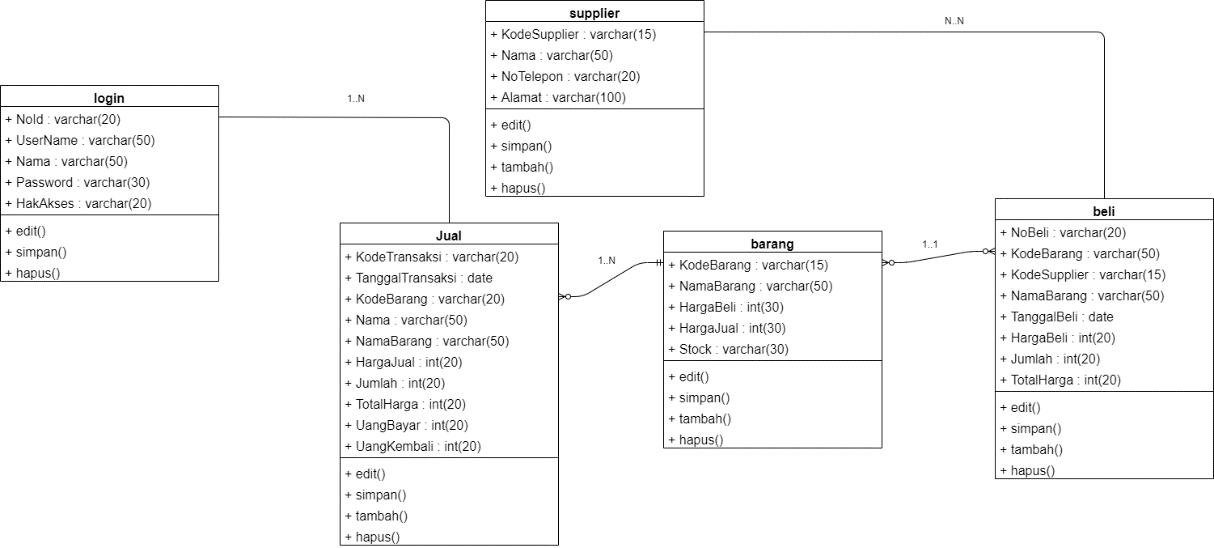 supplier
+ KodeSupplier : varchar(15)
+ Nama : varchar(50)
+ NoTelepon : varchar(20)
+ Alamat : varchar(100)
+ edit()
+ simpan()
+ tambah()
+ hapus()
N..N
login
+ NoId : varchar(20)
+ UserName : varchar(50)
+ Nama : varchar(50)
+ Password : varchar(30)
+ HakAkses : varchar(20)
+ edit()
+ simpan()
+ hapus()
1..N
Jual
+ KodeTransaksi : varchar(20)
+ TanggalTransaksi : date
+ KodeBarang : varchar(20)
+ Nama : varchar(50)
+ NamaBarang : varchar(50)
+ HargaJual : int(20)
+ Jumlah : int(20)
+ TotalHarga : int(20)
+ UangBayar : int(20)
+ UangKembali : int(20)
+ edit()
+ simpan()
+ tambah()
+ hapus()
1..N
barang
+ KodeBarang : varchar(15)
+ NamaBarang : varchar(50)
+ HargaBeli : int(30)
+ HargaJual : int(30)
+ Stock : varchar(30)
+ edit()
+ simpan()
+ tambah()
+ hapus()
1..1
beli
+ NoBeli : varchar(20)
+ KodeBarang : varchar(50)
+ KodeSupplier : varchar(15)
+ NamaBarang : varchar(50)
+ TanggalBeli : date
+ HargaBeli : int(20)
+ Jumlah : int(20)
+ TotalHarga : int(20)
+ edit()
+ simpan()
+ tambah()
+ hapus()